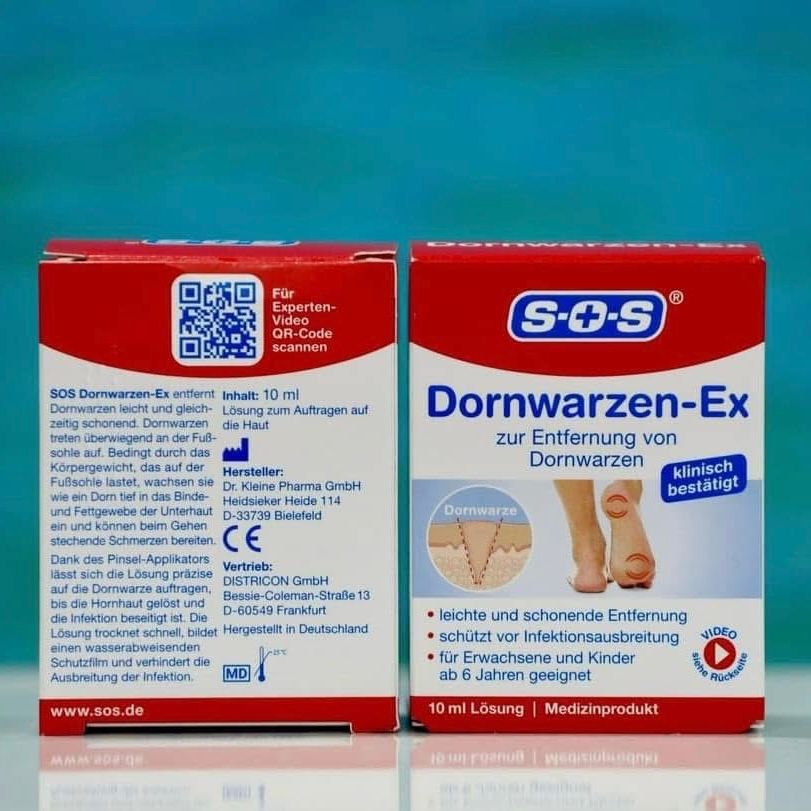 S+O+S
Für
Experten-
Video
QR-Code
scannen
SOS Dornwarzen-Ex entfernt
Dornwarzen leicht und gleich-
zeitig schonend. Dornwarzen
treten überwiegend an der Fuß-
sohle auf. Bedingt durch das
Körpergewicht, das auf der
Fußsohle lastet, wachsen sie
wie ein Dorn tief in das Binde-
und Fettgewebe der Unterhaut
ein und können beim Gehen
stechende Schmerzen bereiten.
Dank des Pinsel-Applikators
lässt sich die Lösung präzise
auf die Dornwarze auftragen,
bis die Hornhaut gelöst und
die Infektion beseitigt ist. Die
Lösung trocknet schnell, bildet
einen wasserabweisenden
Schutzfilm und verhindert die
Ausbreitung der Infektion.
Inhalt: 10 ml
Lösung zum Auftragen auf
die Haut
Hersteller:
Dr. Kleine Pharma GmbH
Heidsieker Heide 114
D-33739 Bielefeld
CE
Vertrieb:
DISTRICON GmbH
Bessie-Coleman-Straße 13
D-60549 Frankfurt
Hergestellt in Deutschland
MD
25°C
www.sos.de
Dornwarzen-Ex
S+O+S®
Dornwarzen-Ex
zur Entfernung von
Dornwarzen
klinisch
bestätigt
Dornwarze
• leichte und schonende Entfernung
• schützt vor Infektionsausbreitung
• für Erwachsene und Kinder
ab 6 Jahren geeignet
VIDEO
siehe Rückseite
10 ml Lösung | Medizinprodukt